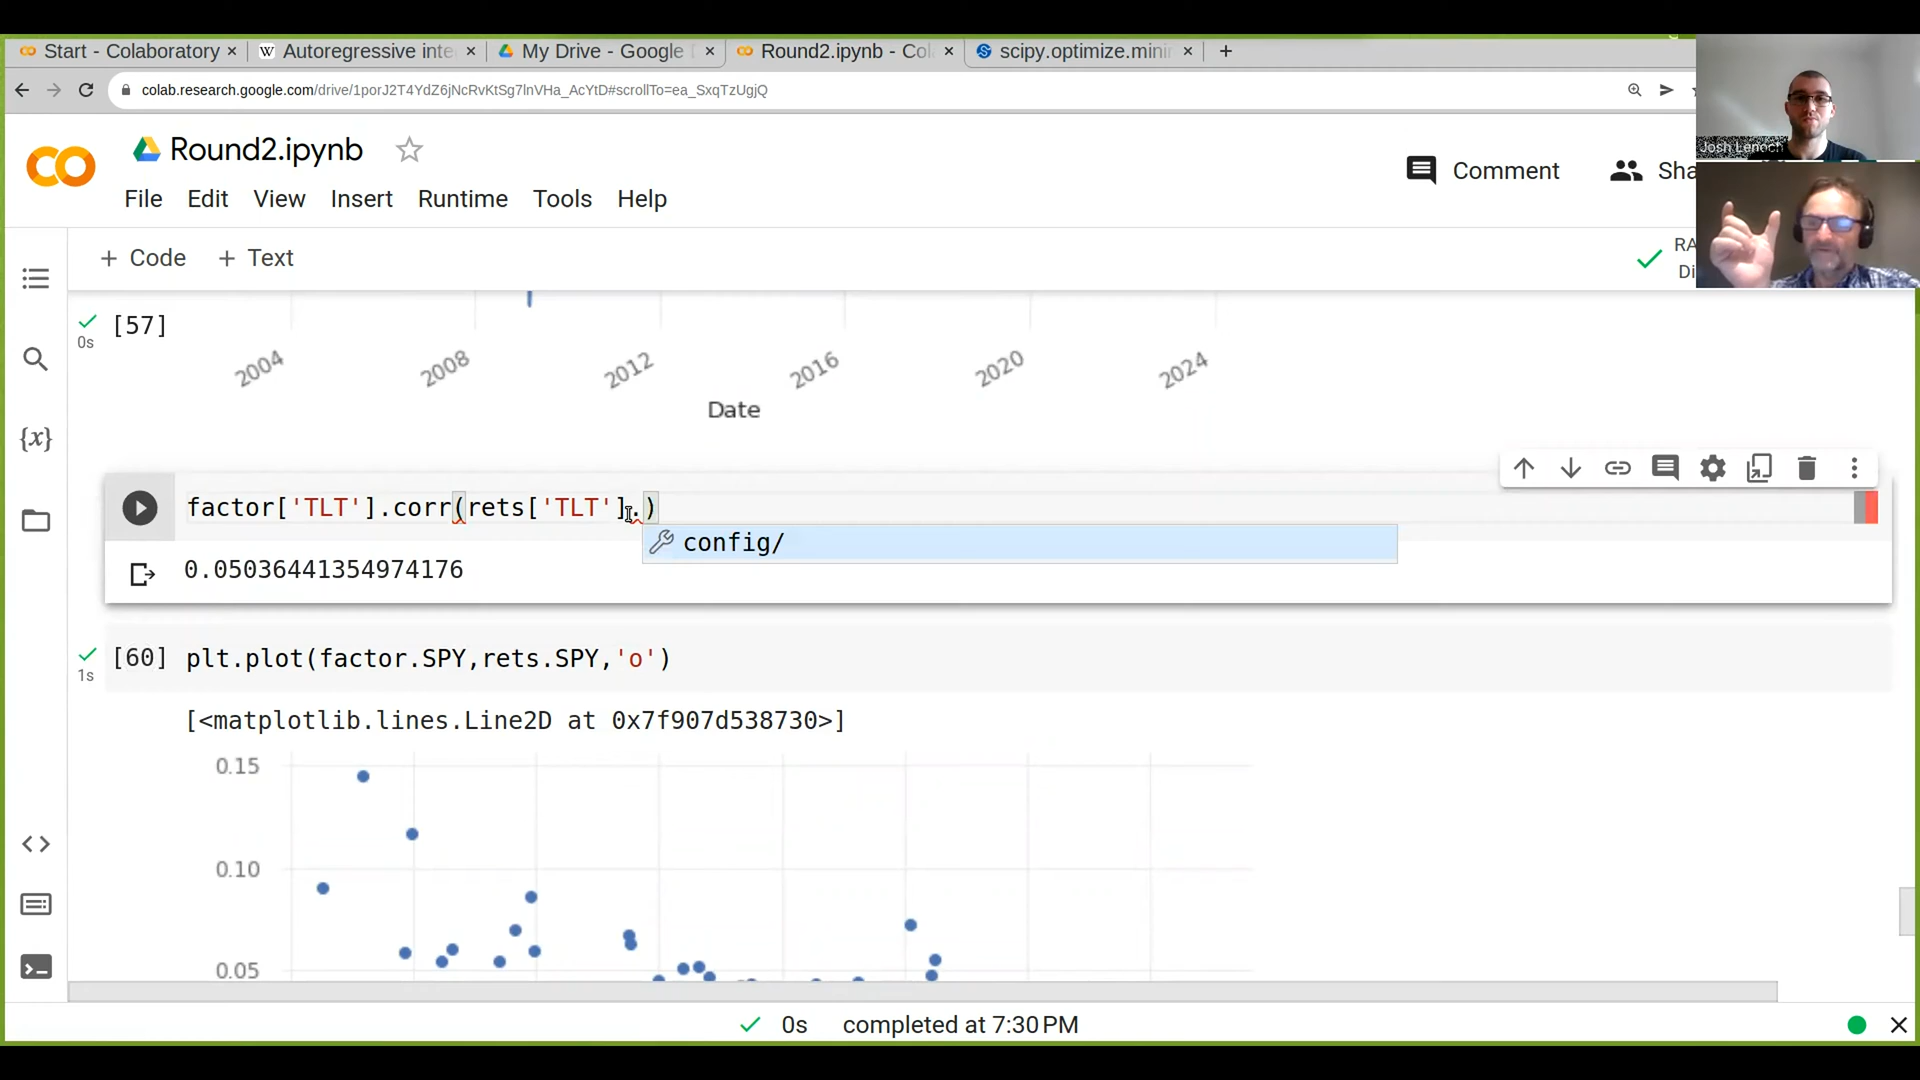 Start - Colaboratory
Autoregressive inte
My Drive - Google
Round2.ipynb - Col
scipy.optimize.mini
colab.research.google.com/drive/1porJ2T4YdZ6jNcRvKtSg7lnVHa_AcYtD#scrollTo=ea_SxqTzUgjQ
Josh Lenoch
Round2.ipynb
Comment
Sha
File Edit View Insert Runtime Tools Help
+ Code + Text
RA
Di
[57]
0s
2004 2008 2012 2016 2020 2024
Date
factor['TLT'].corr(rets['TLT'].)
config/
0.05036441354974176
[60] plt.plot(factor.SPY,rets.SPY,'o')
1s
[<matplotlib.lines.Line2D at 0x7f907d538730>]
0.15
0.10
0.05
0s completed at 7:30 PM